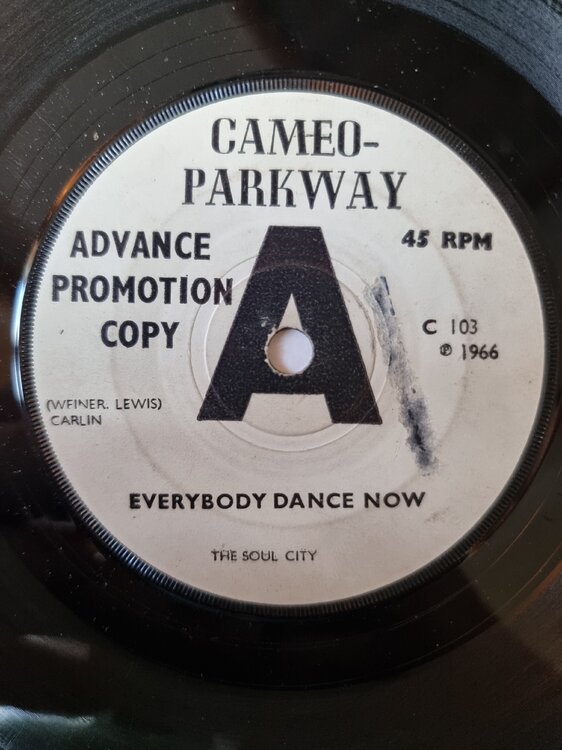 CAMEO-
PARKWAY
ADVANCE
PROMOTION
COPY
A
45 RPM
C 103
℗ 1966
(WEINER. LEWIS)
CARLIN
EVERYBODY DANCE NOW
THE SOUL CITY